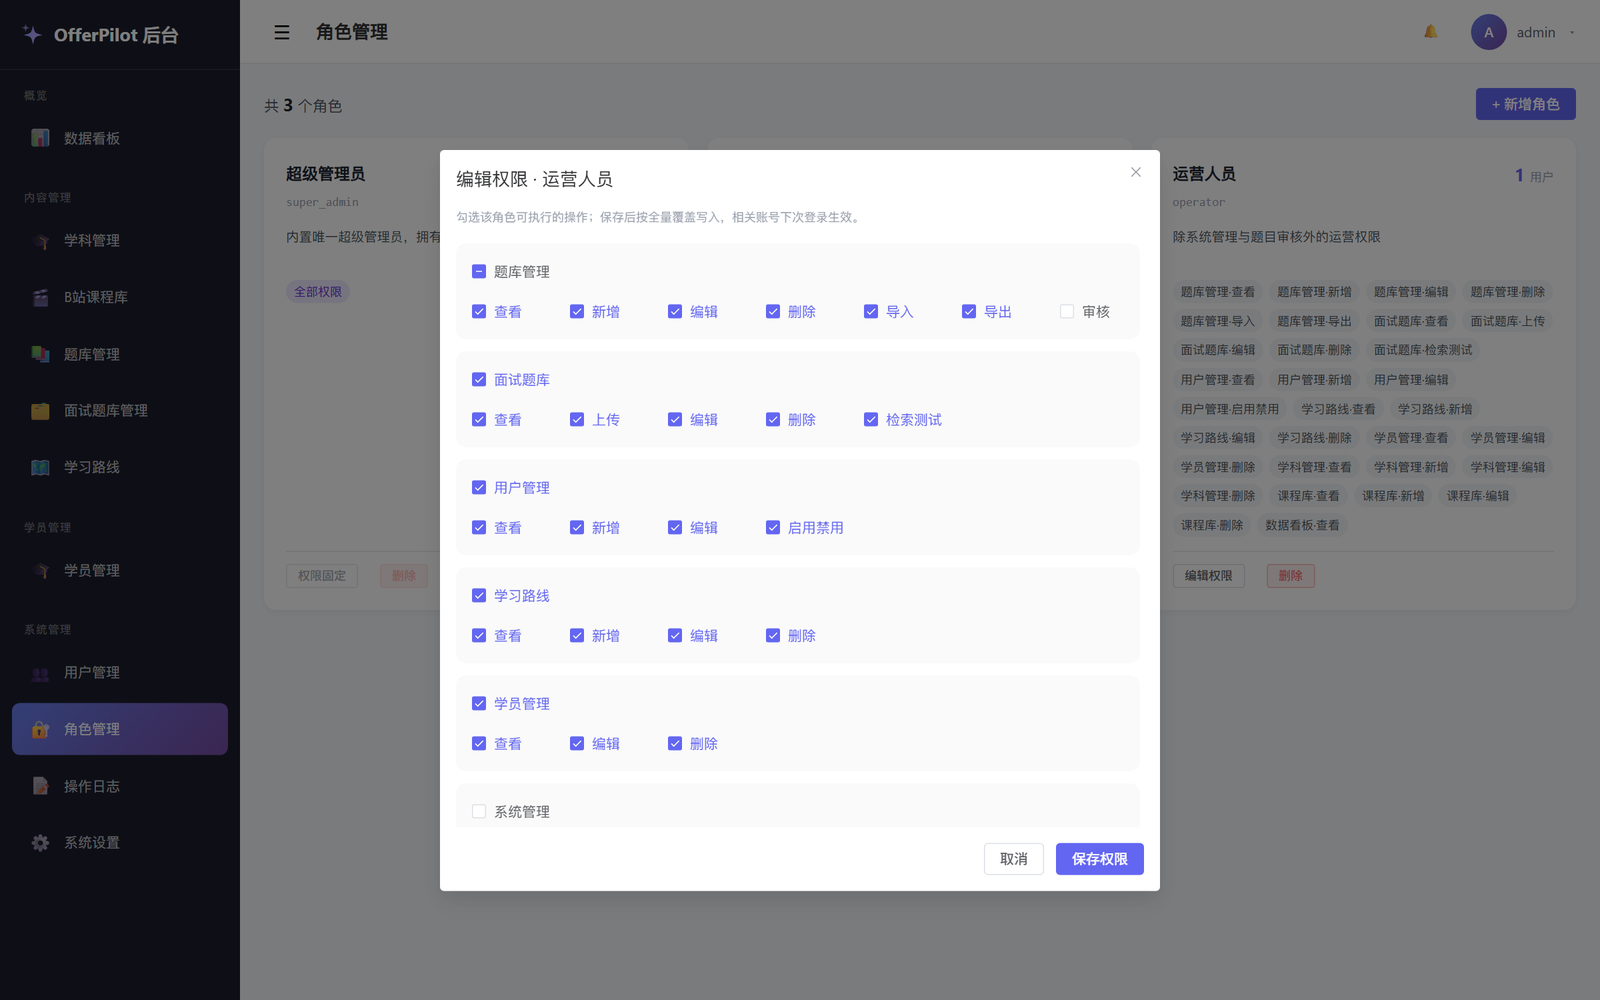 OfferPilot 后台
概览
数据看板
内容管理
学科管理
B站课程库
题库管理
面试题库管理
学习路线
学员管理
学员管理
系统管理
用户管理
角色管理
操作日志
系统设置
☰ 角色管理
A admin
共 3 个角色
+ 新增角色
超级管理员
super_admin
内置唯一超级管理员，拥有
全部权限
权限固定 删除
编辑权限 · 运营人员
勾选该角色可执行的操作；保存后按全量覆盖写入，相关账号下次登录生效。
题库管理
查看 新增 编辑 删除 导入 导出 审核
面试题库
查看 上传 编辑 删除 检索测试
用户管理
查看 新增 编辑 启用禁用
学习路线
查看 新增 编辑 删除
学员管理
查看 编辑 删除
系统管理
取消 保存权限
运营人员 1 用户
operator
除系统管理与题目审核外的运营权限
题库管理·查看 题库管理·新增 题库管理·编辑 题库管理·删除
题库管理·导入 题库管理·导出 面试题库·查看 面试题库·上传
面试题库·编辑 面试题库·删除 面试题库·检索测试
用户管理·查看 用户管理·新增 用户管理·编辑
用户管理·启用禁用 学习路线·查看 学习路线·新增
学习路线·编辑 学习路线·删除 学员管理·查看 学员管理·编辑
学员管理·删除 学科管理·查看 学科管理·新增 学科管理·编辑
学科管理·删除 课程库·查看 课程库·新增 课程库·编辑
课程库·删除 数据看板·查看
编辑权限 删除